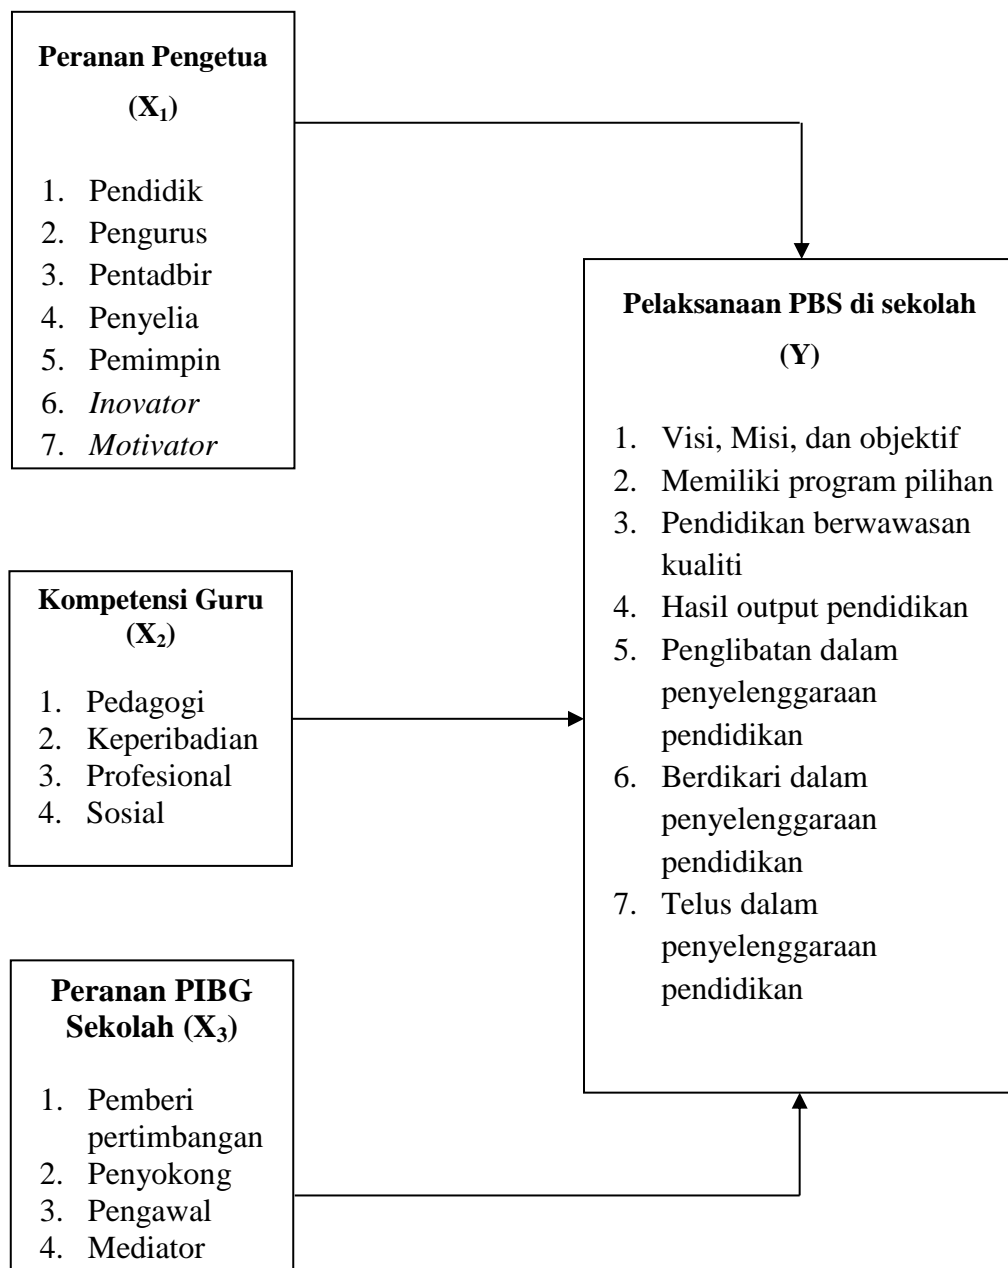 Peranan Pengetua
(X₁)
1. Pendidik
2. Pengurus
3. Pentadbir
4. Penyelia
5. Pemimpin
6. Inovator
7. Motivator
Kompetensi Guru
(X₂)
1. Pedagogi
2. Keperibadian
3. Profesional
4. Sosial
Peranan PIBG
Sekolah (X₃)
1. Pemberi
pertimbangan
2. Penyokong
3. Pengawal
4. Mediator
Pelaksanaan PBS di sekolah
(Y)
1. Visi, Misi, dan objektif
2. Memiliki program pilihan
3. Pendidikan berwawasan
kualiti
4. Hasil output pendidikan
5. Penglibatan dalam
penyelenggaraan
pendidikan
6. Berdikari dalam
penyelenggaraan
pendidikan
7. Telus dalam
penyelenggaraan
pendidikan